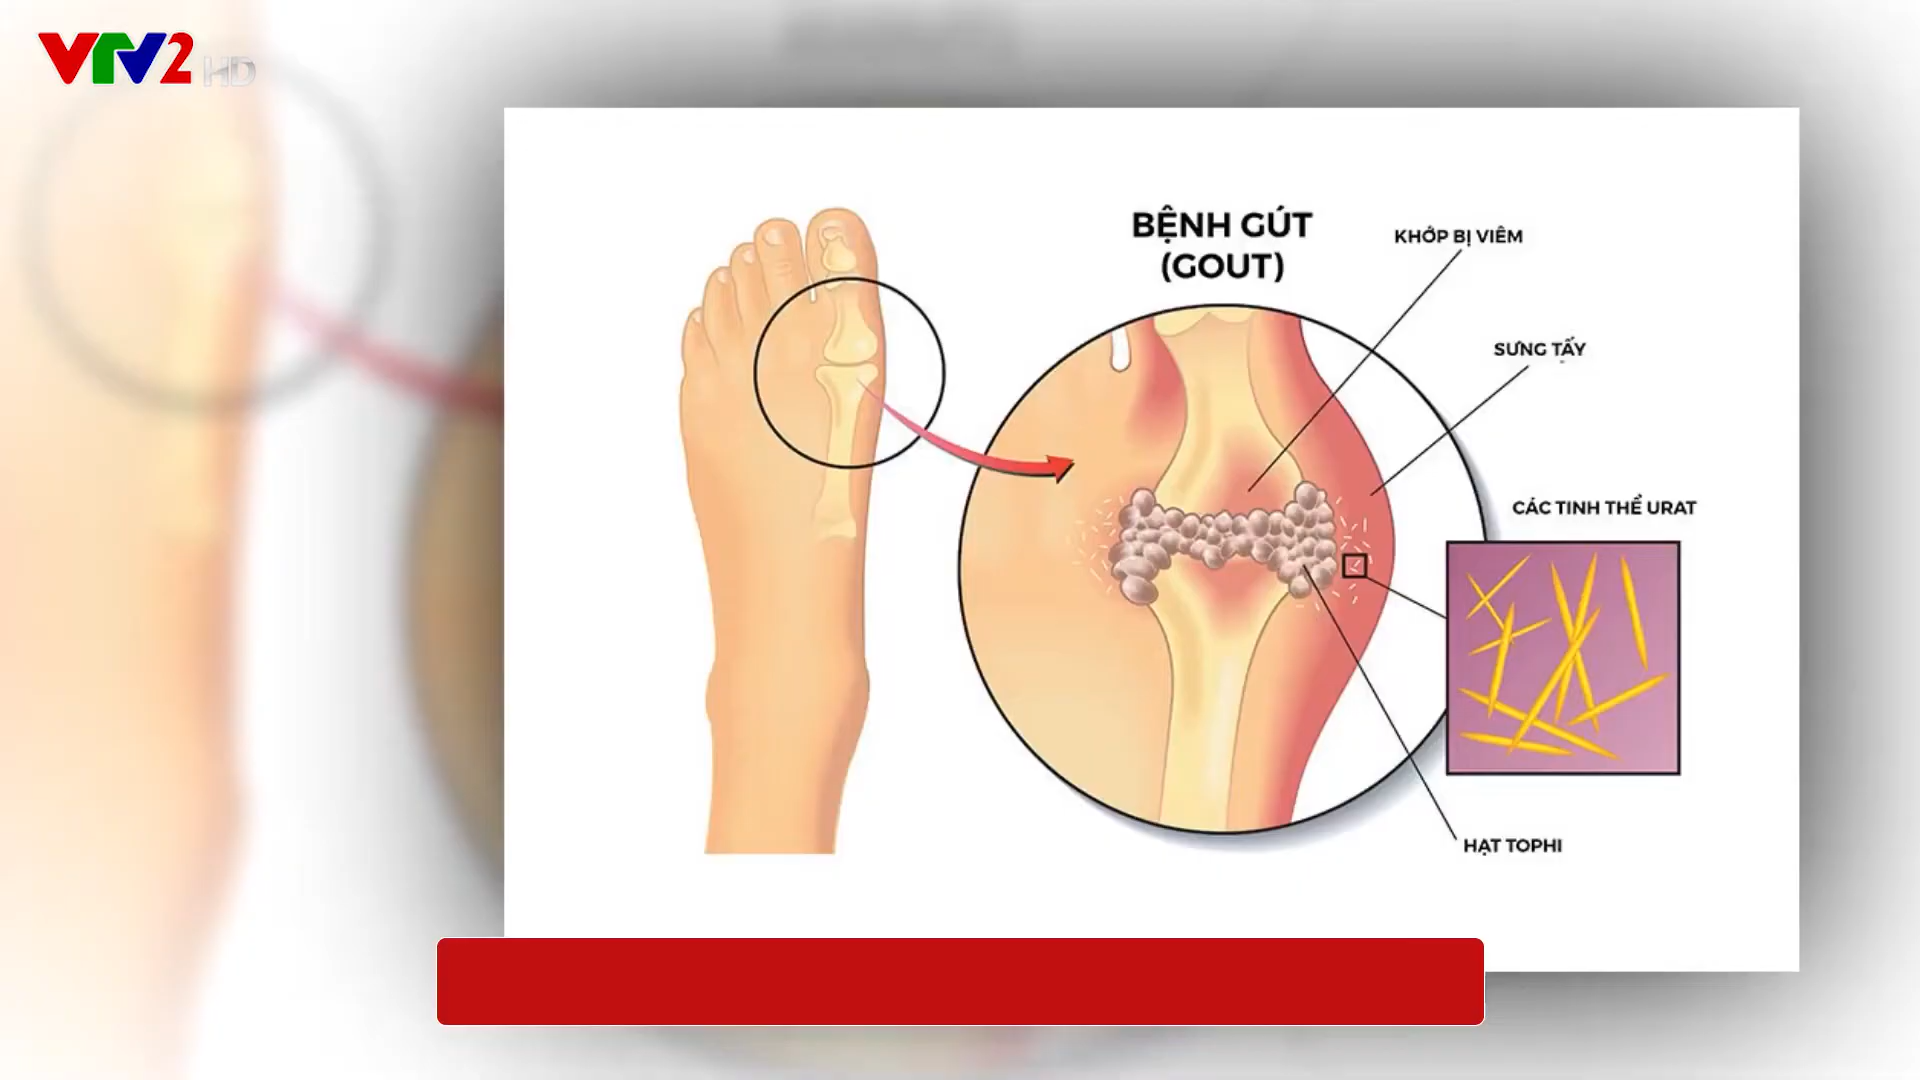 VTV2 HD
BỆNH GÚT
(GOUT)
KHỚP BỊ VIÊM
SƯNG TẤY
CÁC TINH THỂ URAT
HẠT TOPHI